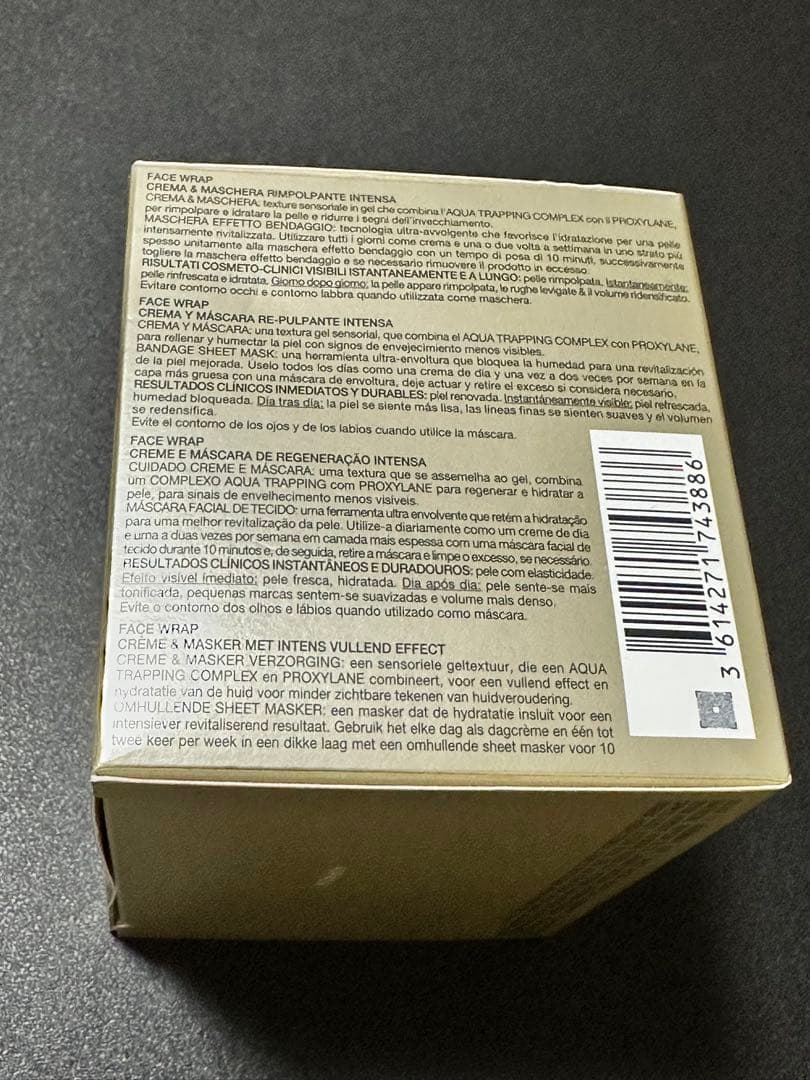 FACE WRAP
CREMA & MASCHERA RIMPOLPANTE INTENSA
CREMA & MASCHERA: texture sensoriale in gel che combina l'AQUA TRAPPING COMPLEX con il PROXYLANE,
per rimpolpare e idratare la pelle e ridurre i segni dell'invecchiamento.
MASCHERA EFFETTO BENDAGGIO: tecnologia ultra-avvolgente che favorisce l'idratazione per una pelle
intensamente rivitalizzata. Utilizzare tutti i giorni come crema e una o due volte a settimana in uno strato più
spesso unitamente alla maschera effetto bendaggio con un tempo di posa di 10 minuti, successivamente
togliere la maschera effetto bendaggio e se necessario rimuovere il prodotto in eccesso.
RISULTATI COSMETO-CLINICI VISIBILI ISTANTANEAMENTE E A LUNGO: pelle rimpolpata. Istantaneamente:
pelle rinfrescata e idratata. Giorno dopo giorno: la pelle appare rimpolpata, le rughe levigate & il volume ridensificato.
Evitare contorno occhi e contorno labbra quando utilizzata come maschera.
FACE WRAP
CREMA Y MÁSCARA RE-PULPANTE INTENSA
CREMA Y MÁSCARA: una textura gel sensorial, que combina el AQUA TRAPPING COMPLEX con PROXYLANE,
para rellenar y humectar la piel con signos de envejecimento menos visibles.
BANDAGE SHEET MASK: una herramienta ultra-envoltura que bloquea la humedad para una revitalización
de la piel mejorada. Úselo todos los días como una crema de día y una vez a dos veces por semana en la
capa más gruesa con una máscara de envoltura, deje actuar y retire el exceso si considera necesario.
RESULTADOS CLÍNICOS INMEDIATOS Y DURABLES: piel renovada. Instantáneamente visible: piel refrescada,
humedad bloqueada. Día tras día: la piel se siente más lisa, las líneas finas se sienten suaves y el volumen
se redensifica.
Evite el contorno de los ojos y de los labios cuando utilice la máscara.
FACE WRAP
CREME E MÁSCARA DE REGENERAÇÃO INTENSA
CUIDADO CREME E MÁSCARA: uma textura que se assemelha ao gel, combina
um COMPLEXO AQUA TRAPPING com PROXYLANE para regenerar e hidratar a
pele, para sinais de envelhecimento menos visíveis.
MÁSCARA FACIAL DE TECIDO: uma ferramenta ultra envolvente que retém a hidratação
para uma melhor revitalização da pele. Utilize-a diariamente como um creme de dia
e uma a duas vezes por semana em camada mais espessa com uma máscara facial de
tecido durante 10 minutos e, de seguida, retire a máscara e limpe o excesso, se necessário.
RESULTADOS CLÍNICOS INSTANTÂNEOS E DURADOUROS: pele com elasticidade.
Efeito visível imediato: pele fresca, hidratada. Dia após dia: pele sente-se mais
tonificada, pequenas marcas sentem-se suavizadas e volume mais denso.
Evite o contorno dos olhos e lábios quando utilizado como máscara.
FACE WRAP
CRÈME & MASKER MET INTENS VULLEND EFFECT
CREME & MASKER VERZORGING: een sensoriele geltextuur, die een AQUA
TRAPPING COMPLEX en PROXYLANE combineert, voor een vullend effect en
hydratatie van de huid voor minder zichtbare tekenen van huidveroudering.
OMHULLENDE SHEET MASKER: een masker dat de hydratatie insluit voor een
intensiever revitaliserend resultaat. Gebruik het elke dag als dagcrème en één tot
twee keer per week in een dikke laag met een omhullende sheet masker voor 10
3 614271 743886